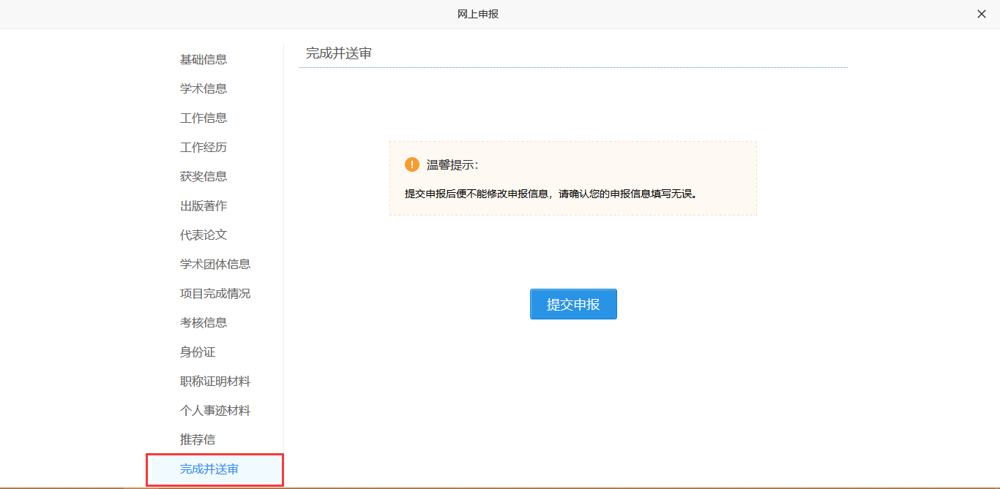 网上申报
基础信息
学术信息
工作信息
工作经历
获奖信息
出版著作
代表论文
学术团体信息
项目完成情况
考核信息
身份证
职称证明材料
个人事迹材料
推荐信
完成并送审
完成并送审
温馨提示：
提交申报后便不能修改申报信息，请确认您的申报信息填写无误。
提交申报